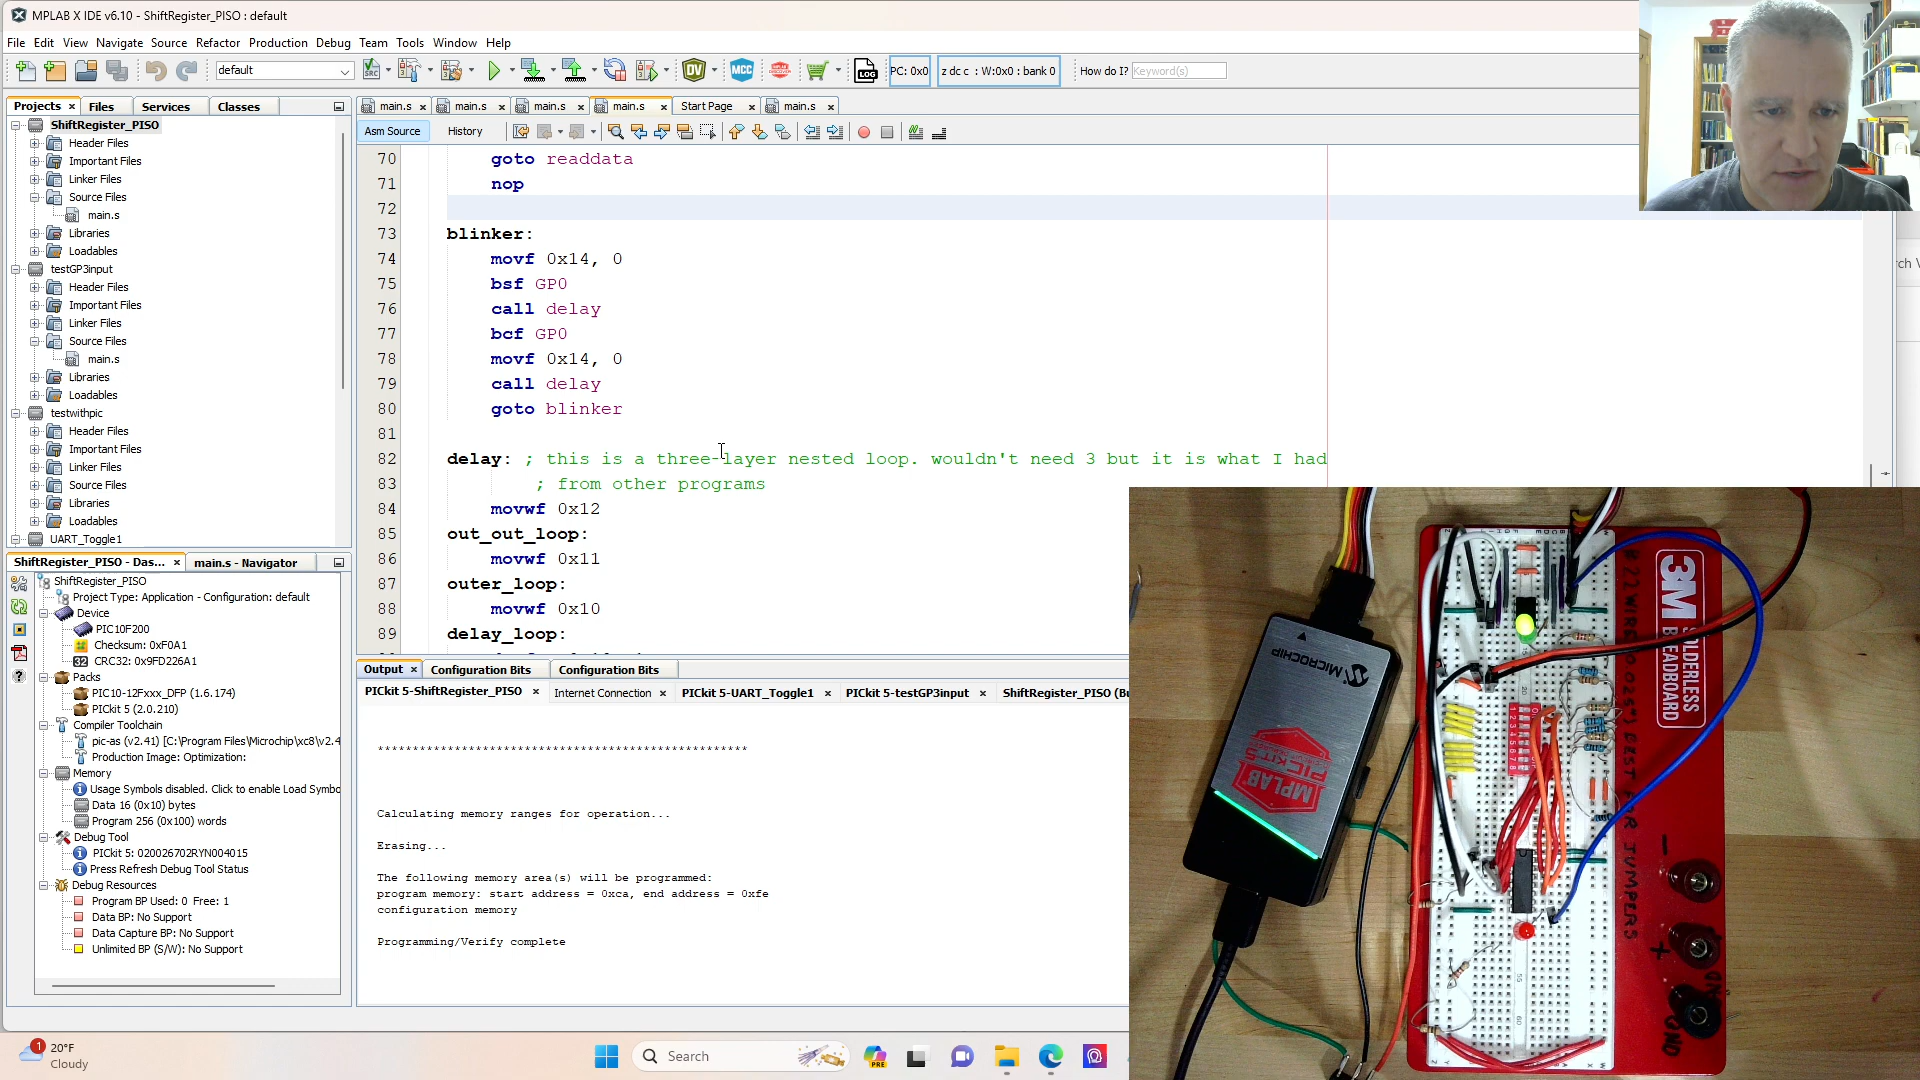 MPLAB X IDE v6.10 - ShiftRegister_PISO : default
File Edit View Navigate Source Refactor Production Debug Team Tools Window Help
default
PC: 0x0
z dc c : W:0x0 : bank 0
How do I? Keyword(s)
Projects Files Services Classes
main.s main.s main.s main.s Start Page main.s
Asm Source History
ShiftRegister_PISO
Header Files
Important Files
Linker Files
Source Files
main.s
Libraries
Loadables
testGP3input
Header Files
Important Files
Linker Files
Source Files
main.s
Libraries
Loadables
testwithpic
Header Files
Important Files
Linker Files
Source Files
Libraries
Loadables
UART_Toggle1
70 goto readdata
71 nop
72
73 blinker:
74 movf 0x14, 0
75 bsf GP0
76 call delay
77 bcf GP0
78 movf 0x14, 0
79 call delay
80 goto blinker
81
82 delay: ; this is a three-layer nested loop. wouldn't need 3 but it is what I had
83 ; from other programs
84 movwf 0x12
85 out_out_loop:
86 movwf 0x11
87 outer_loop:
88 movwf 0x10
89 delay_loop:
ShiftRegister_PISO - Das... main.s - Navigator
ShiftRegister_PISO
Project Type: Application - Configuration: default
Device
PIC10F200
Checksum: 0xF0A1
CRC32: 0x9FD226A1
Packs
PIC10-12Fxxx_DFP (1.6.174)
PICkit 5 (2.0.210)
Compiler Toolchain
pic-as (v2.41) [C:\Program Files\Microchip\xc8\v2.4
Production Image: Optimization:
Memory
Usage Symbols disabled. Click to enable Load Symbo
Data 16 (0x10) bytes
Program 256 (0x100) words
Debug Tool
PICkit 5: 020026702RYN004015
Press Refresh Debug Tool Status
Debug Resources
Program BP Used: 0 Free: 1
Data BP: No Support
Data Capture BP: No Support
Unlimited BP (S/W): No Support
Output Configuration Bits Configuration Bits
PICkit 5-ShiftRegister_PISO Internet Connection PICkit 5-UART_Toggle1 PICkit 5-testGP3input ShiftRegister_PISO (Bu
****************************************************
Calculating memory ranges for operation...
Erasing...
The following memory area(s) will be programmed:
program memory: start address = 0xca, end address = 0xfe
configuration memory
Programming/Verify complete
MICROCHIP
MPLAB
PICkit 5
3M
SOLDERLESS
BREADBOARD
BEST FOR JUMPERS
GND
DV
MCC
LOG
1
20°F
Cloudy
Search
PRE